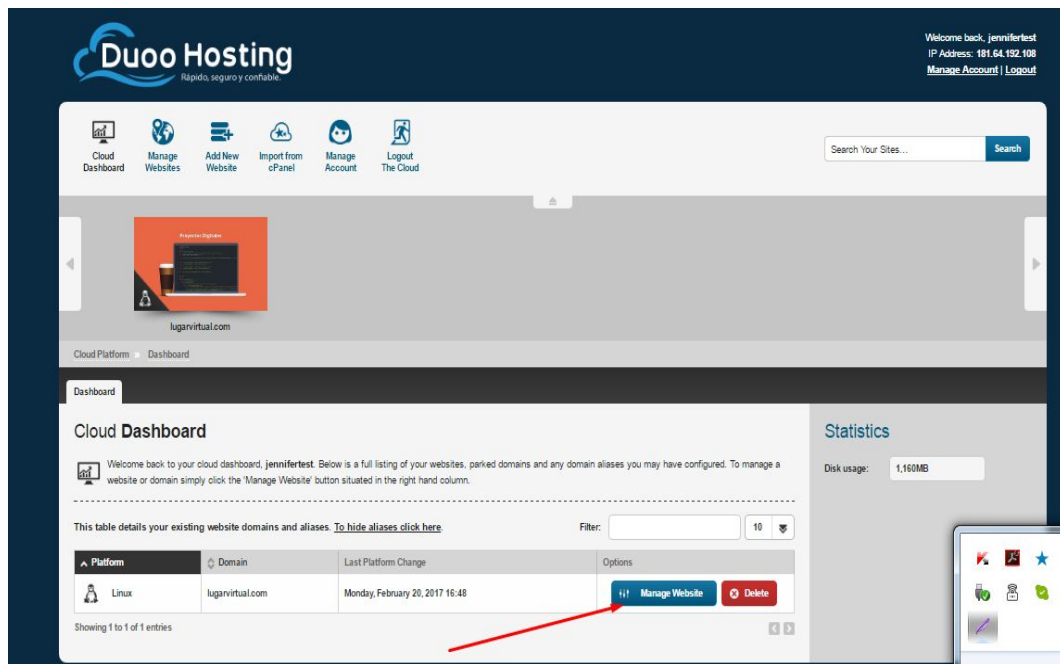 Duoo Hosting
Rápido, seguro y confiable.
Welcome back, jennifertest
IP Address: 181.64.192.108
Manage Account | Logout
Cloud Dashboard
Manage Websites
Add New Website
Import from cPanel
Manage Account
Logout The Cloud
Search Your Sites...
Search
Proyectos Digitales
lugarvirtual.com
Cloud Platform
Dashboard
Dashboard
Cloud Dashboard
Welcome back to your cloud dashboard, jennifertest. Below is a full listing of your websites, parked domains and any domain aliases you may have configured. To manage a
website or domain simply click the 'Manage Website' button situated in the right hand column.
This table details your existing website domains and aliases. To hide aliases click here.
Filter:
10
Platform
Domain
Last Platform Change
Options
Linux
lugarvirtual.com
Monday, February 20, 2017 16:48
Manage Website
Delete
Showing 1 to 1 of 1 entries
Statistics
Disk usage:
1,160MB